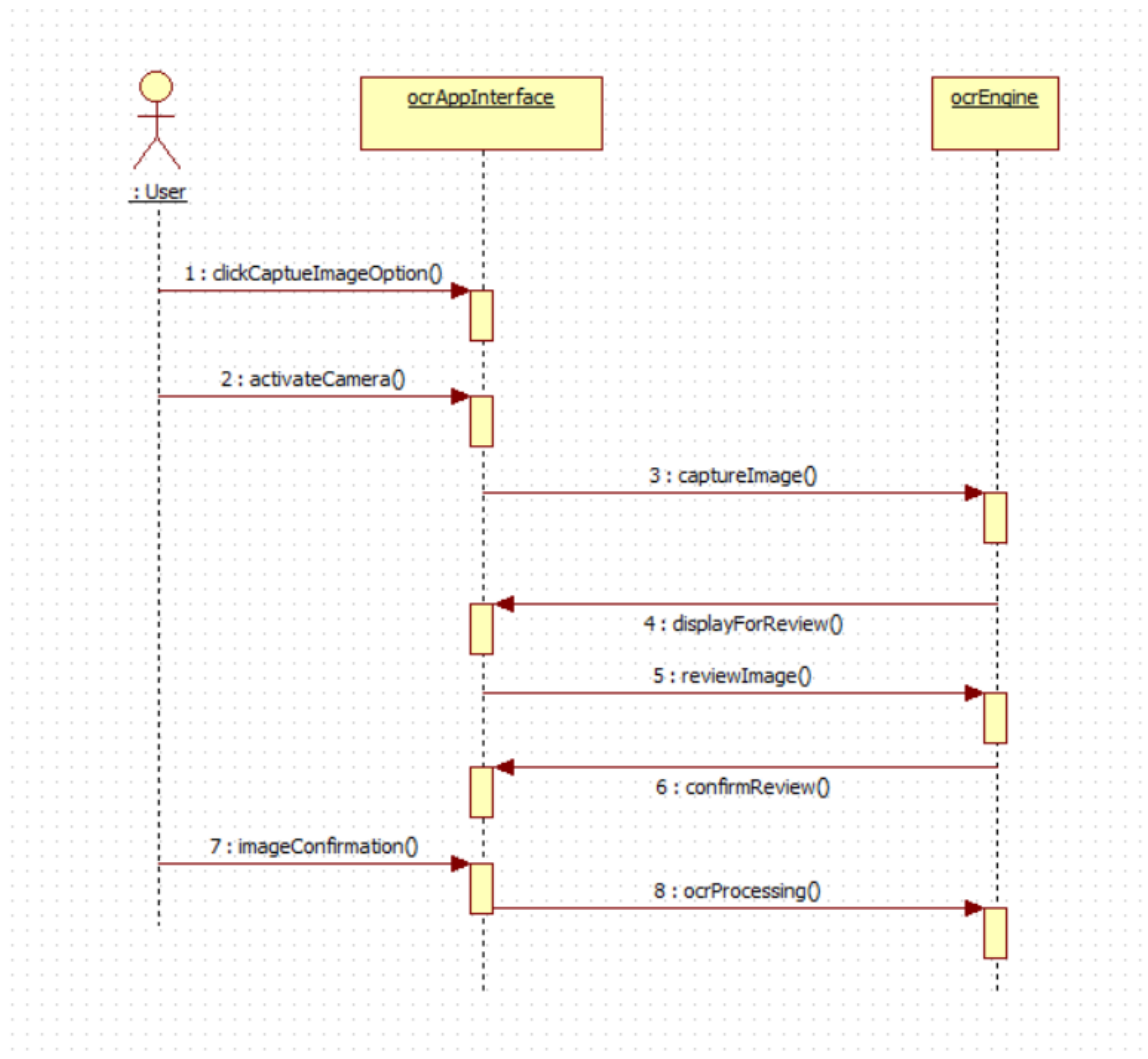 ocrAppInterface
ocrEngine
: User
1 : clickCaptueImageOption()
2 : activateCamera()
3 : captureImage()
4 : displayForReview()
5 : reviewImage()
6 : confirmReview()
7 : imageConfirmation()
8 : ocrProcessing()